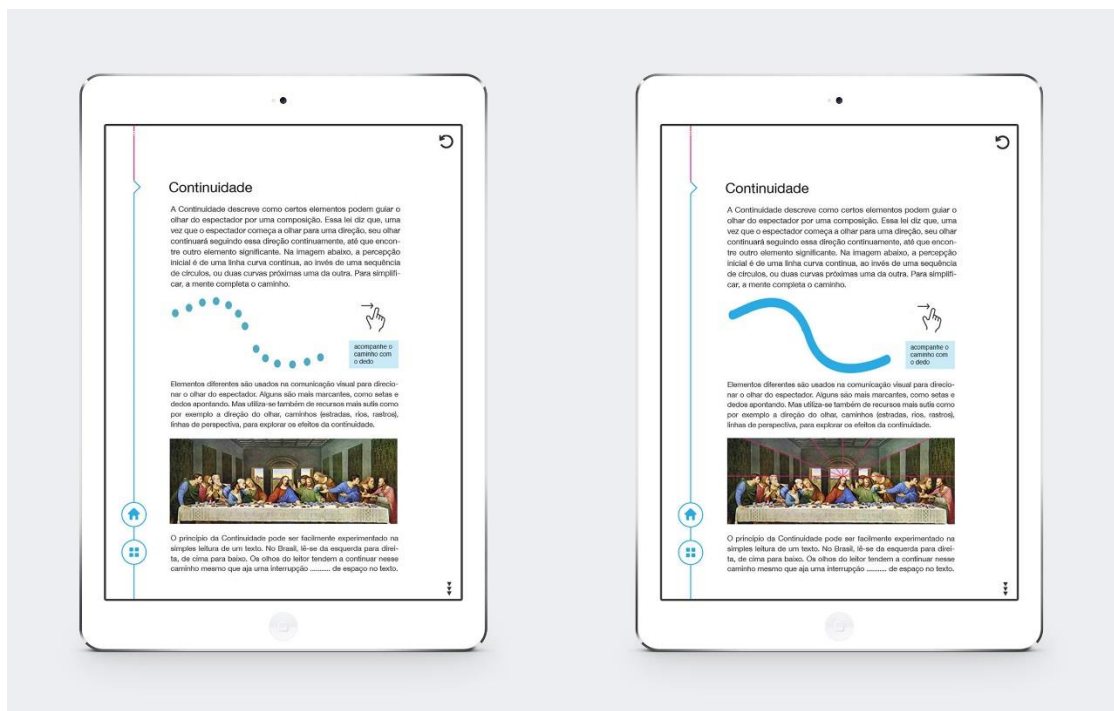 Continuidade
A Continuidade descreve como certos elementos podem guiar o
olhar do espectador por uma composição. Essa lei diz que, uma
vez que o espectador começa a olhar para uma direção, seu olhar
continuará seguindo essa direção continuamente, até que encon-
tre outro elemento significante. Na imagem abaixo, a percepção
inicial é de uma linha curva contínua, ao invés de uma sequência
de círculos, ou duas curvas próximas uma da outra. Para simplifi-
car, a mente completa o caminho.
acompanhe o
caminho com
o dedo
Elementos diferentes são usados na comunicação visual para direcio-
nar o olhar do espectador. Alguns são mais marcantes, como setas e
dedos apontando. Mas utiliza-se também de recursos mais sutis como
por exemplo a direção do olhar, caminhos (estradas, rios, rastros),
linhas de perspectiva, para explorar os efeitos da continuidade.
O princípio da Continuidade pode ser facilmente experimentado na
simples leitura de um texto. No Brasil, lê-se da esquerda para direi-
ta, de cima para baixo. Os olhos do leitor tendem a continuar nesse
caminho mesmo que aja uma interrupção .......... de espaço no texto.
Continuidade
A Continuidade descreve como certos elementos podem guiar o
olhar do espectador por uma composição. Essa lei diz que, uma
vez que o espectador começa a olhar para uma direção, seu olhar
continuará seguindo essa direção continuamente, até que encon-
tre outro elemento significante. Na imagem abaixo, a percepção
inicial é de uma linha curva contínua, ao invés de uma sequência
de círculos, ou duas curvas próximas uma da outra. Para simplifi-
car, a mente completa o caminho.
acompanhe o
caminho com
o dedo
Elementos diferentes são usados na comunicação visual para direcio-
nar o olhar do espectador. Alguns são mais marcantes, como setas e
dedos apontando. Mas utiliza-se também de recursos mais sutis como
por exemplo a direção do olhar, caminhos (estradas, rios, rastros),
linhas de perspectiva, para explorar os efeitos da continuidade.
O princípio da Continuidade pode ser facilmente experimentado na
simples leitura de um texto. No Brasil, lê-se da esquerda para direi-
ta, de cima para baixo. Os olhos do leitor tendem a continuar nesse
caminho mesmo que aja uma interrupção .......... de espaço no texto.